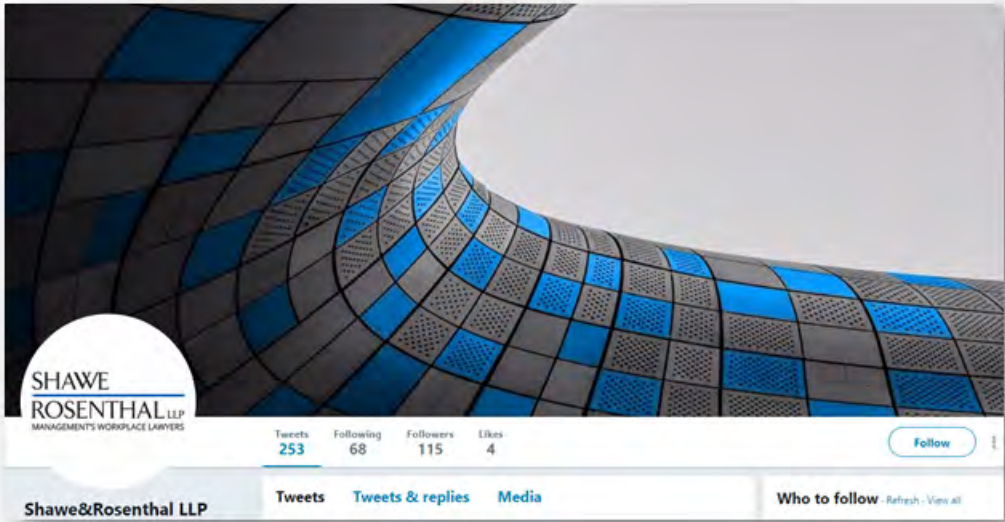 SHAWE
ROSENTHAL LLP
MANAGEMENT'S WORKPLACE LAWYERS
Tweets Following Followers Likes
253 68 115 4
Follow
Shawe&Rosenthal LLP
Tweets Tweets & replies Media
Who to follow - Refresh - View all